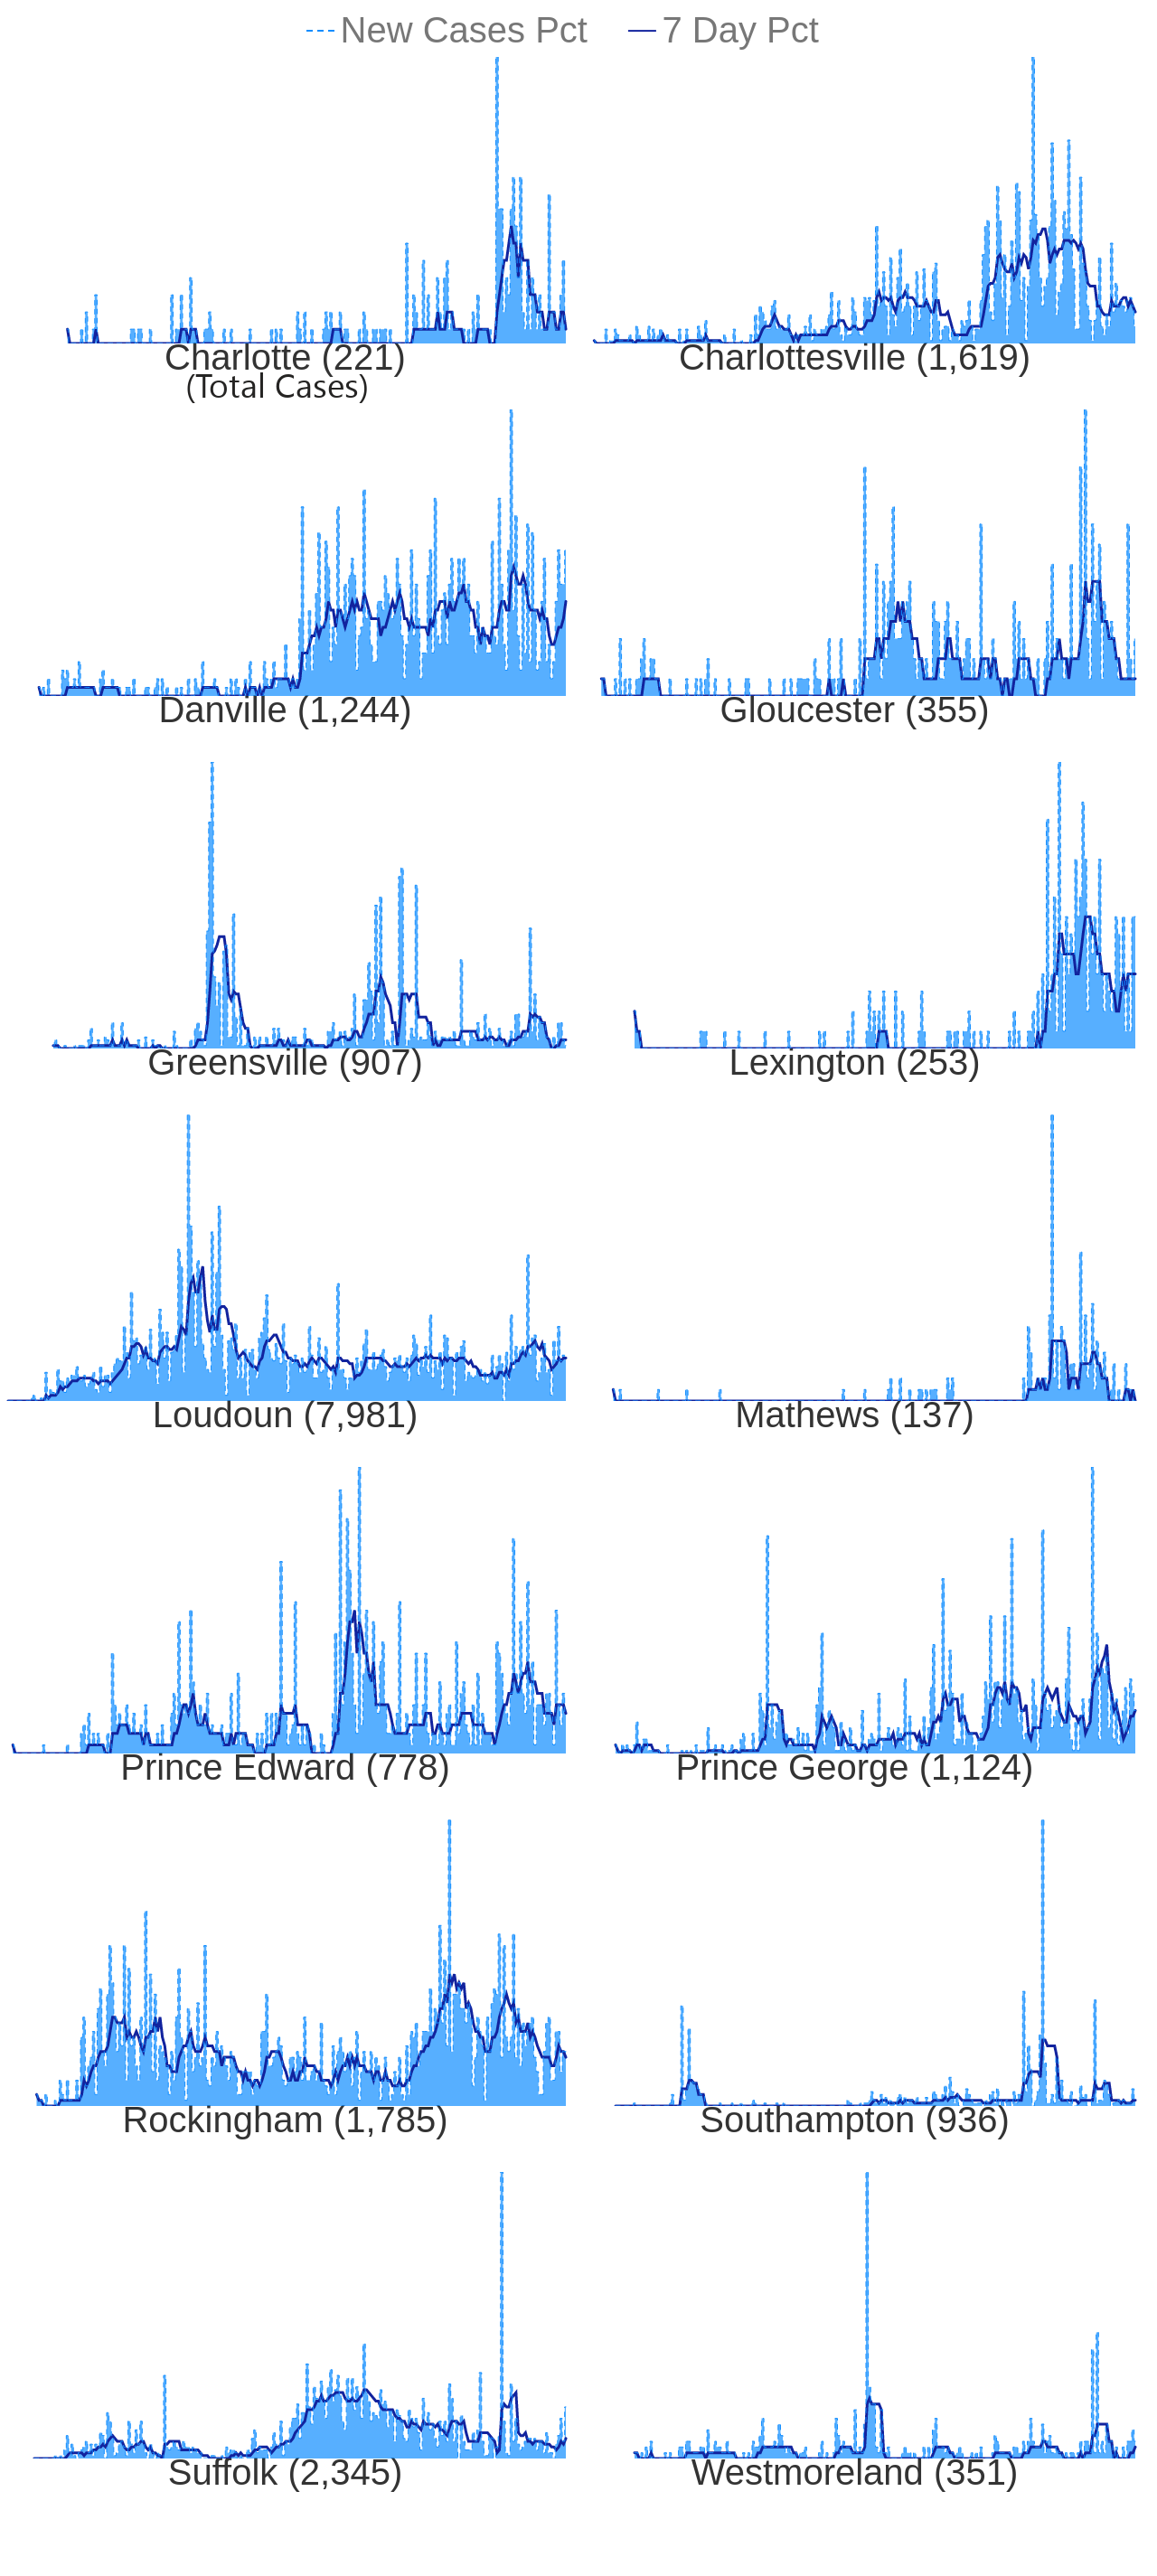 New Cases Pct 7 Day Pct
Charlotte (221) Charlottesville (1,619)
(Total Cases)
Danville (1,244) Gloucester (355)
Greensville (907) Lexington (253)
Loudoun (7,981) Mathews (137)
Prince Edward (778) Prince George (1,124)
Rockingham (1,785) Southampton (936)
Suffolk (2,345) Westmoreland (351)